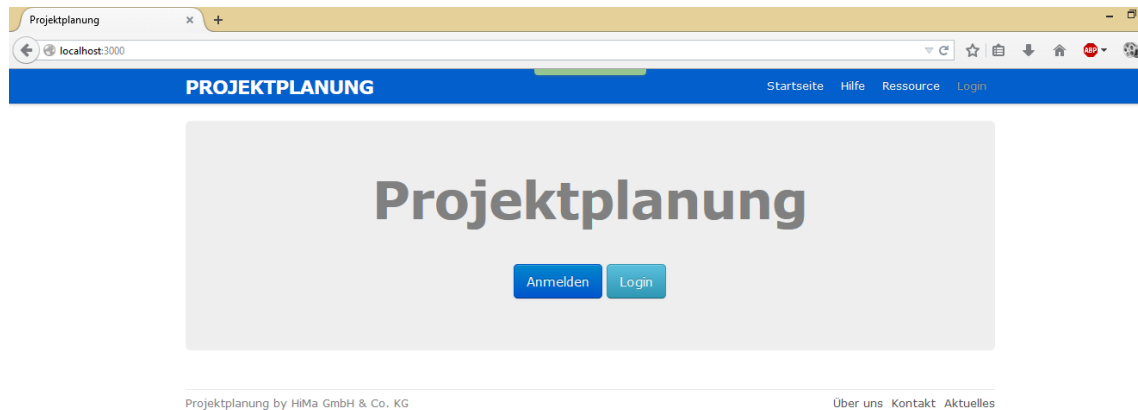 Projektplanung
localhost:3000
ABP
PROJEKTPLANUNG Startseite Hilfe Ressource Login
Projektplanung
Anmelden Login
Projektplanung by HiMa GmbH & Co. KG Über uns Kontakt Aktuelles